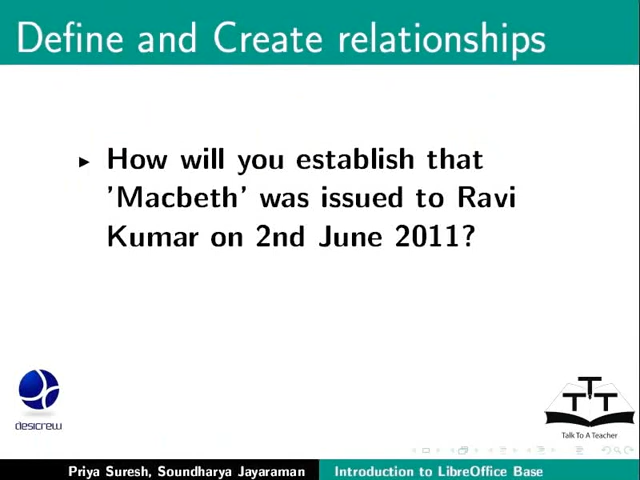 Define and Create relationships
How will you establish that
'Macbeth' was issued to Ravi
Kumar on 2nd June 2011?
desicrew
T T T
Talk To A Teacher
Priya Suresh, Soundharya Jayaraman
Introduction to LibreOffice Base